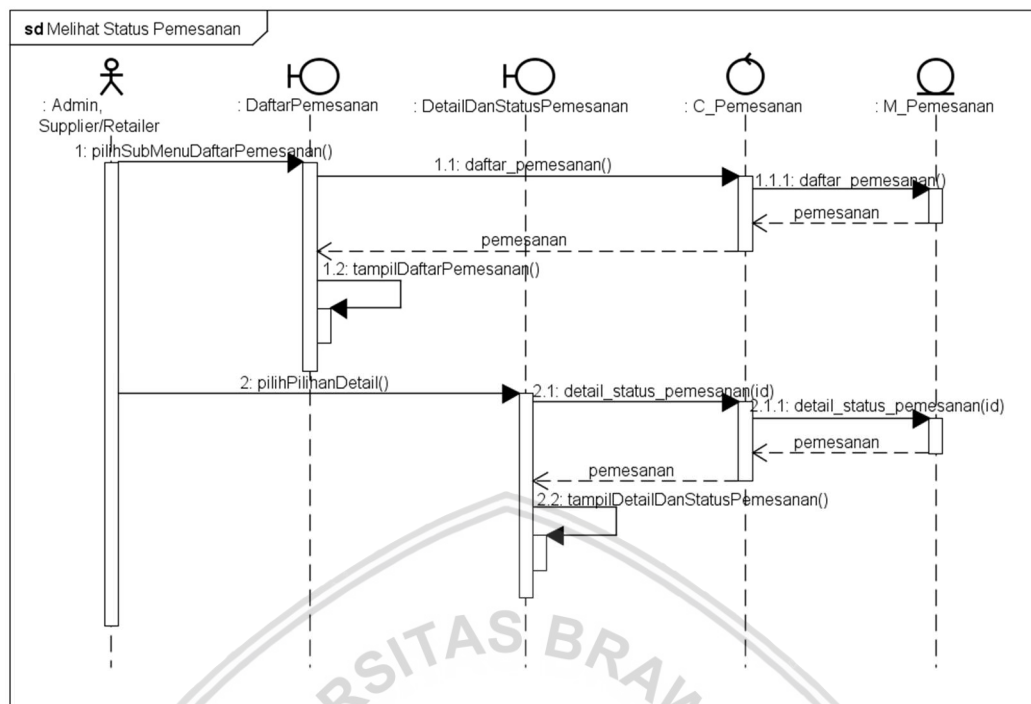 sd Melihat Status Pemesanan
: Admin,
Supplier/Retailer
: DaftarPemesanan
: DetailDanStatusPemesanan
: C_Pemesanan
: M_Pemesanan
1: pilihSubMenuDaftarPemesanan()
1.1: daftar_pemesanan()
1.1.1: daftar_pemesanan()
pemesanan
pemesanan
1.2: tampilDaftarPemesanan()
2: pilihPilihanDetail()
2.1: detail_status_pemesanan(id)
2.1.1: detail_status_pemesanan(id)
pemesanan
pemesanan
2.2: tampilDetailDanStatusPemesanan()
RSITAS BRAW